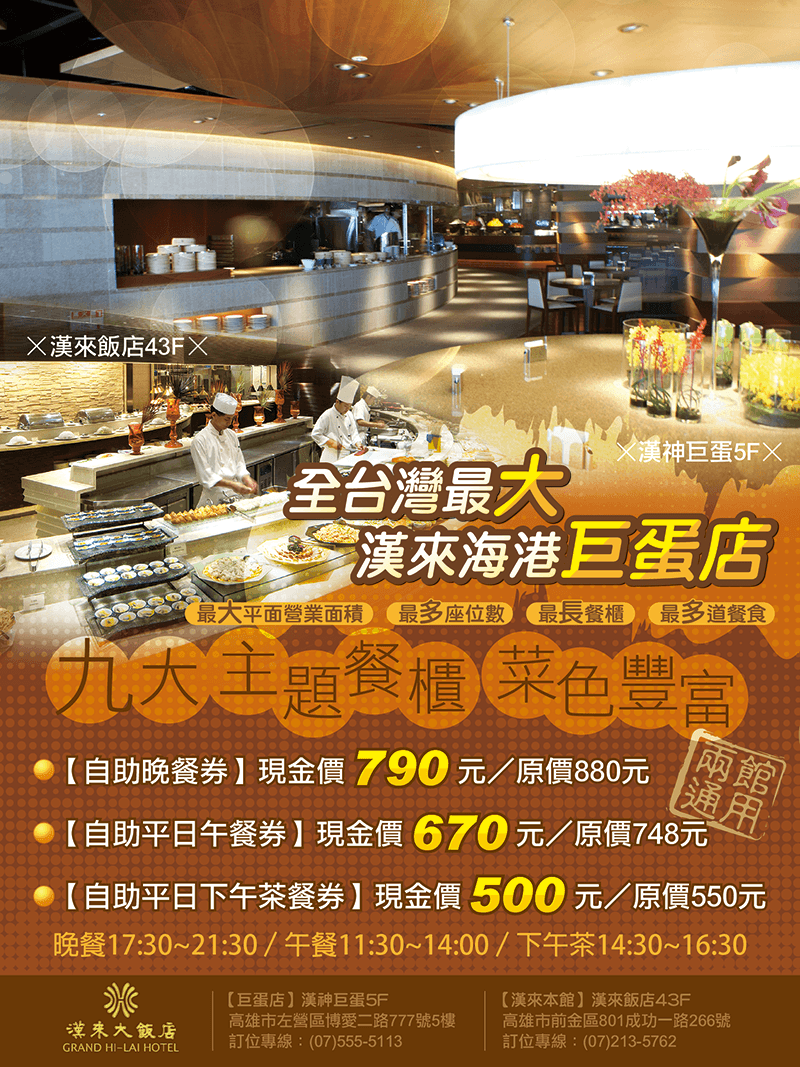 ╳漢來飯店43F╳
╳漢神巨蛋5F╳
全台灣最大
漢來海港巨蛋店
最大平面營業面積 最多座位數 最長餐櫃 最多道餐食
九大主題餐櫃 菜色豐富
兩館通用
【自助晚餐券】現金價 790 元／原價880元
【自助平日午餐券】現金價 670 元／原價748元
【自助平日下午茶餐券】現金價 500 元／原價550元
晚餐17:30~21:30 / 午餐11:30~14:00 / 下午茶14:30~16:30
漢來大飯店
GRAND HI-LAI HOTEL
【巨蛋店】漢神巨蛋5F
高雄市左營區博愛二路777號5樓
訂位專線：(07)555-5113
【漢來本館】漢來飯店43F
高雄市前金區801成功一路266號
訂位專線：(07)213-5762